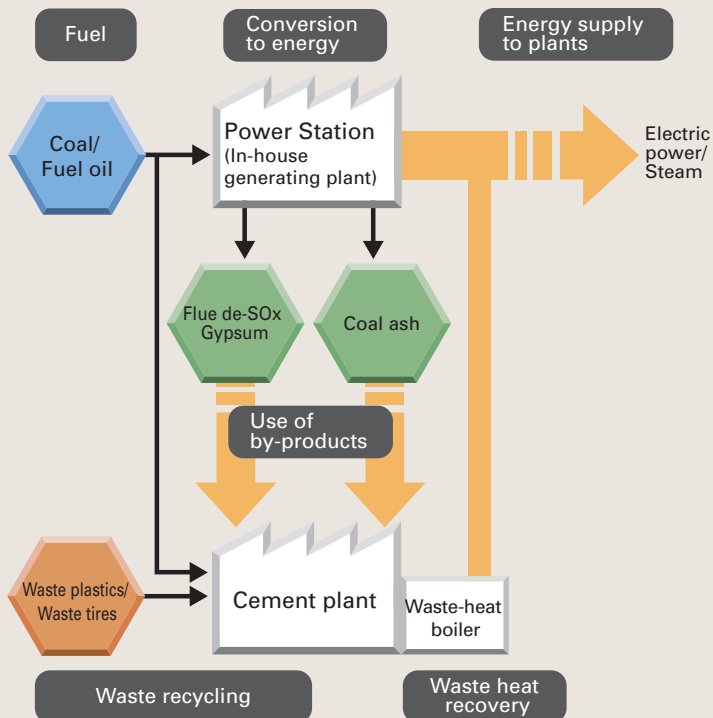 Fuel
Conversion
to energy
Energy supply
to plants
Coal/
Fuel oil
Power Station
(In-house
generating plant)
Electric
power/
Steam
Flue de-SOx
Gypsum
Coal ash
Use of
by-products
Waste plastics/
Waste tires
Cement plant
Waste-heat
boiler
Waste recycling
Waste heat
recovery